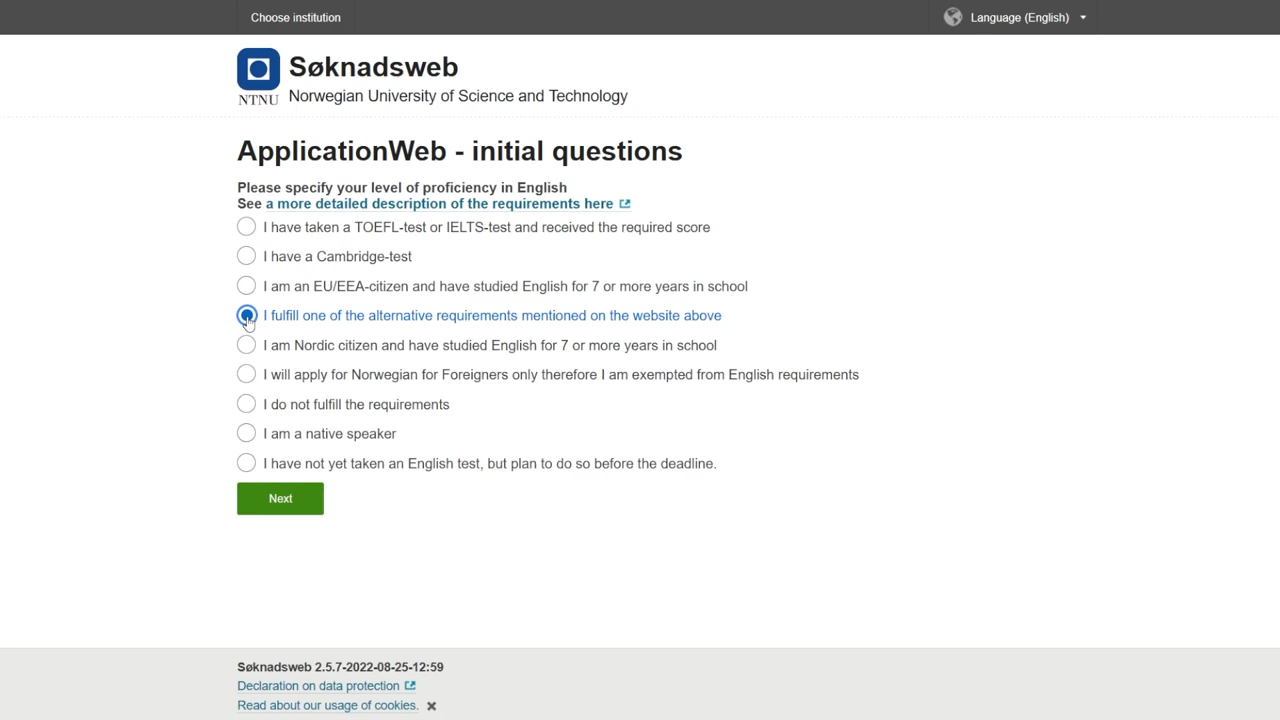 Choose institution
Language (English)
Søknadsweb
NTNU
Norwegian University of Science and Technology
ApplicationWeb - initial questions
Please specify your level of proficiency in English
See a more detailed description of the requirements here
I have taken a TOEFL-test or IELTS-test and received the required score
I have a Cambridge-test
I am an EU/EEA-citizen and have studied English for 7 or more years in school
I fulfill one of the alternative requirements mentioned on the website above
I am Nordic citizen and have studied English for 7 or more years in school
I will apply for Norwegian for Foreigners only therefore I am exempted from English requirements
I do not fulfill the requirements
I am a native speaker
I have not yet taken an English test, but plan to do so before the deadline.
Next
Søknadsweb 2.5.7-2022-08-25-12:59
Declaration on data protection
Read about our usage of cookies.